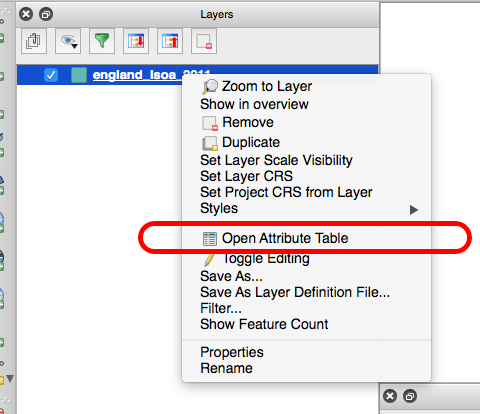 Layers
england_lsoa_2011
Zoom to Layer
Show in overview
Remove
Duplicate
Set Layer Scale Visibility
Set Layer CRS
Set Project CRS from Layer
Styles
Open Attribute Table
Toggle Editing
Save As...
Save As Layer Definition File...
Filter...
Show Feature Count
Properties
Rename